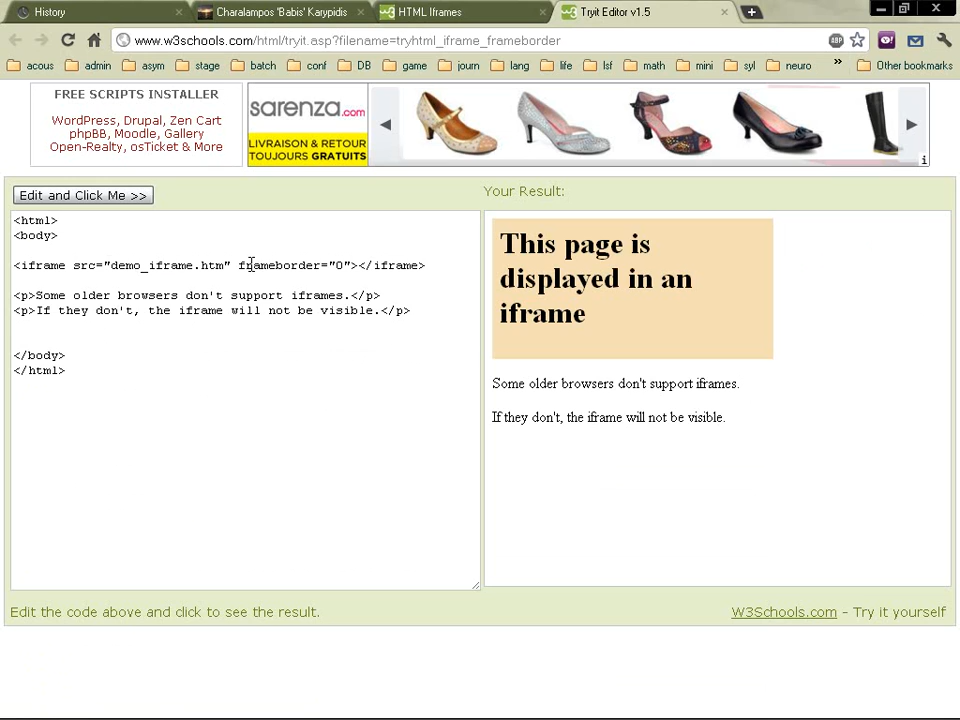 History
Charalampos 'Babis' Karypidis
HTML Iframes
Tryit Editor v1.5
www.w3schools.com/html/tryit.asp?filename=tryhtml_iframe_frameborder
ABP
acous admin asym stage batch conf DB game journ lang life lsf math mini syl neuro » Other bookmarks
FREE SCRIPTS INSTALLER
WordPress, Drupal, Zen Cart
phpBB, Moodle, Gallery
Open-Realty, osTicket & More
sarenza.com
LIVRAISON & RETOUR
TOUJOURS GRATUITS
i
Edit and Click Me >>
Your Result:
<html>
<body>
<iframe src="demo_iframe.htm" frameborder="0"></iframe>
<p>Some older browsers don't support iframes.</p>
<p>If they don't, the iframe will not be visible.</p>
</body>
</html>
This page is
displayed in an
iframe
Some older browsers don't support iframes.
If they don't, the iframe will not be visible.
Edit the code above and click to see the result.
W3Schools.com - Try it yourself